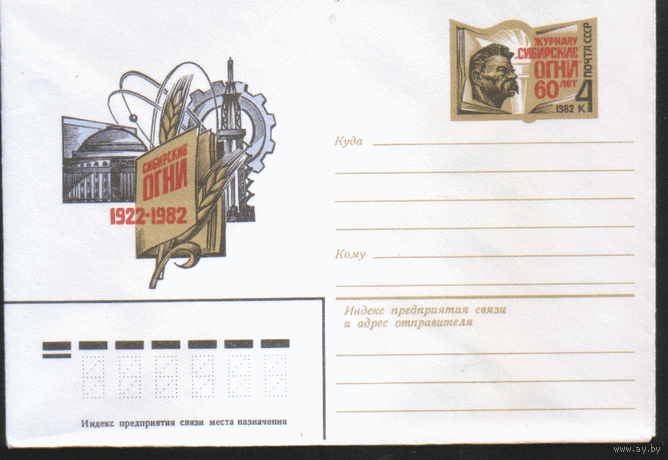 ЖУРНАЛУ
"СИБИРСКИЕ
ОГНИ"
60 ЛЕТ
1982 К 4
ПОЧТА СССР
СИБИРСКИЕ
ОГНИ
1922-1982
Куда
Кому
Индекс предприятия связи
и адрес отправителя
Индекс предприятия связи места назначения
www.ay.by